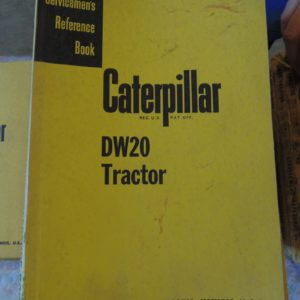 Servicemen's
Reference
Book
Caterpillar
REG. U.S. PAT. OFF.
DW20
Tractor